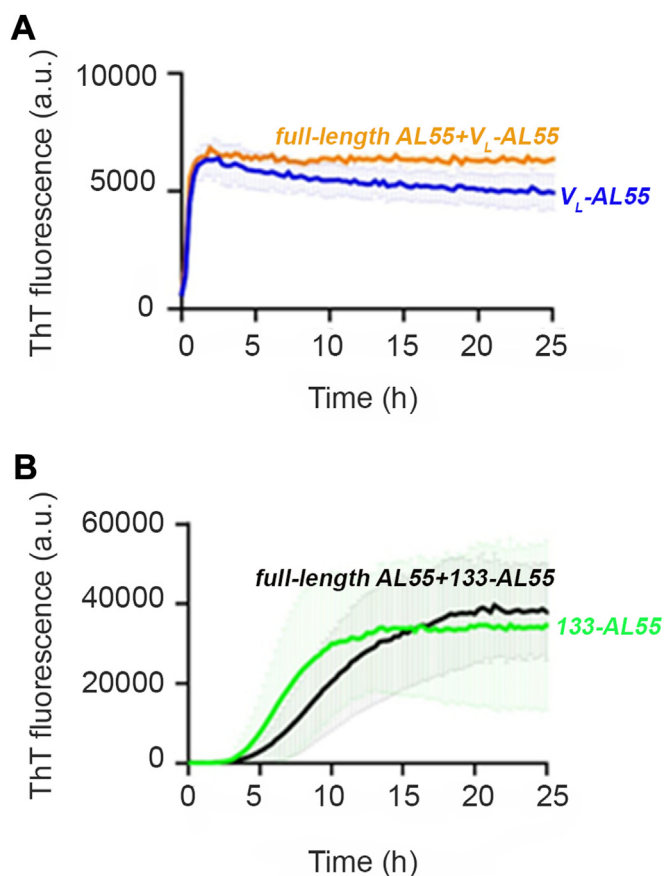 A
ThT fluorescence (a.u.)
10000
5000
0
full-length AL55+VL-AL55
VL-AL55
0 5 10 15 20 25
Time (h)
B
ThT fluorescence (a.u.)
60000
40000
20000
0
full-length AL55+133-AL55
133-AL55
0 5 10 15 20 25
Time (h)